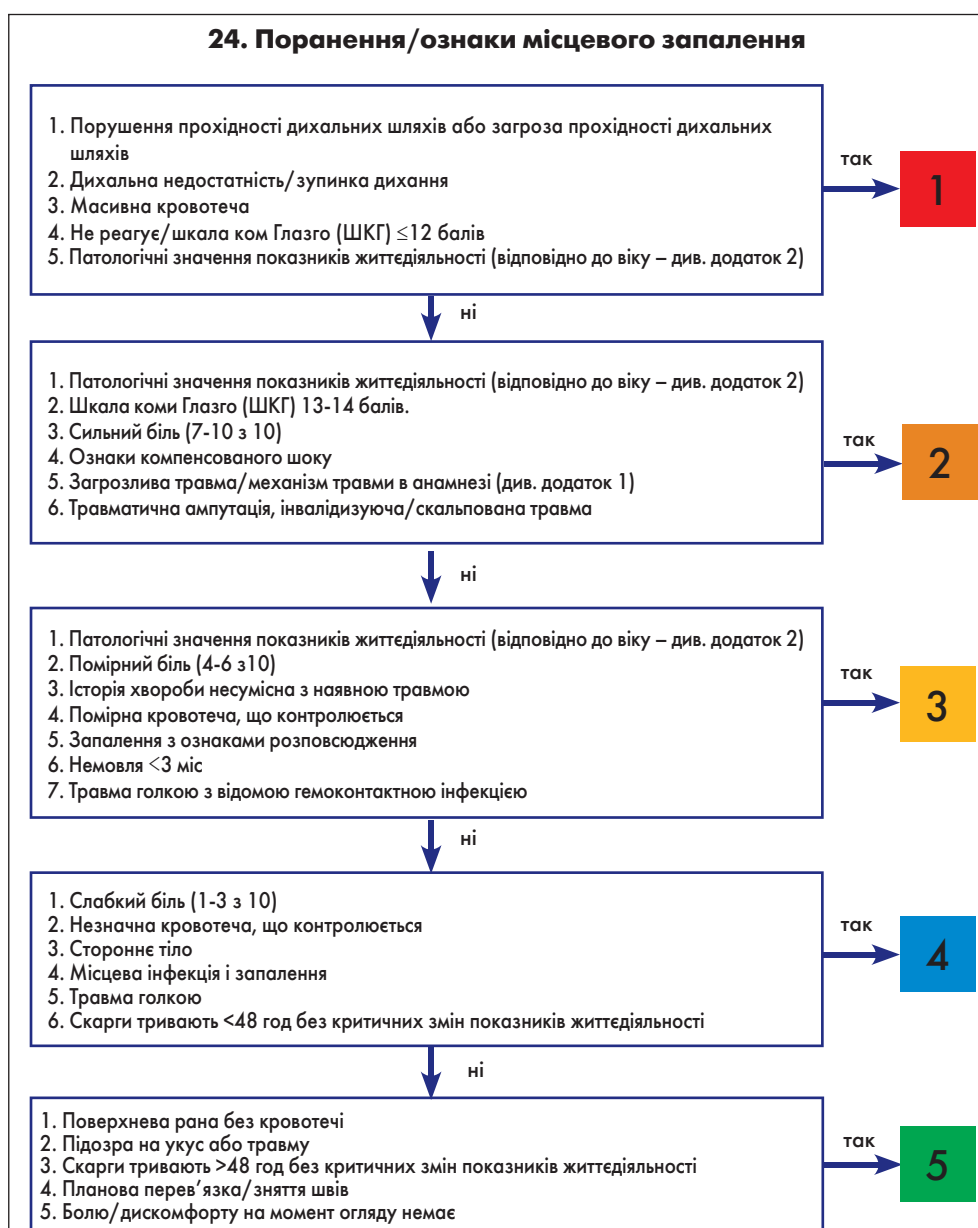 24. Поранення/ознаки місцевого запалення
1. Порушення прохідності дихальних шляхів або загроза прохідності дихальних
шляхів
2. Дихальна недостатність/зупинка дихання
3. Масивна кровотеча
4. Не реагує/шкала ком Глазго (ШКГ) ≤12 балів
5. Патологічні значення показників життєдіяльності (відповідно до віку – див. додаток 2)
так
1
ні
1. Патологічні значення показників життєдіяльності (відповідно до віку – див. додаток 2)
2. Шкала коми Глазго (ШКГ) 13-14 балів.
3. Сильний біль (7-10 з 10)
4. Ознаки компенсованого шоку
5. Загрозлива травма/механізм травми в анамнезі (див. додаток 1)
6. Травматична ампутація, інвалідизуюча/скальпована травма
так
2
ні
1. Патологічні значення показників життєдіяльності (відповідно до віку – див. додаток 2)
2. Помірний біль (4-6 з10)
3. Історія хвороби несумісна з наявною травмою
4. Помірна кровотеча, що контролюється
5. Запалення з ознаками розповсюдження
6. Немовля <3 міс
7. Травма голкою з відомою гемоконтактною інфекцією
так
3
ні
1. Слабкий біль (1-3 з 10)
2. Незначна кровотеча, що контролюється
3. Стороннє тіло
4. Місцева інфекція і запалення
5. Травма голкою
6. Скарги тривають <48 год без критичних змін показників життєдіяльності
так
4
ні
1. Поверхнева рана без кровотечі
2. Підозра на укус або травму
3. Скарги тривають >48 год без критичних змін показників життєдіяльності
4. Планова перев’язка/зняття швів
5. Болю/дискомфорту на момент огляду немає
так
5